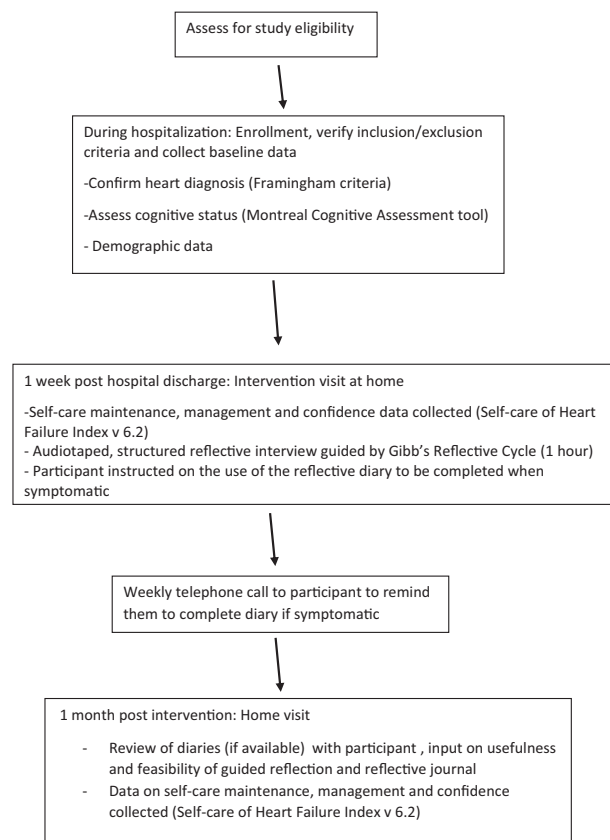 Assess for study eligibility
During hospitalization: Enrollment, verify inclusion/exclusion
criteria and collect baseline data
-Confirm heart diagnosis (Framingham criteria)
-Assess cognitive status (Montreal Cognitive Assessment tool)
- Demographic data
1 week post hospital discharge: Intervention visit at home
-Self-care maintenance, management and confidence data collected (Self-care of Heart
Failure Index v 6.2)
- Audiotaped, structured reflective interview guided by Gibb's Reflective Cycle (1 hour)
- Participant instructed on the use of the reflective diary to be completed when
symptomatic
Weekly telephone call to participant to remind
them to complete diary if symptomatic
1 month post intervention: Home visit
- Review of diaries (if available) with participant , input on usefulness
and feasibility of guided reflection and reflective journal
- Data on self-care maintenance, management and confidence
collected (Self-care of Heart Failure Index v 6.2)